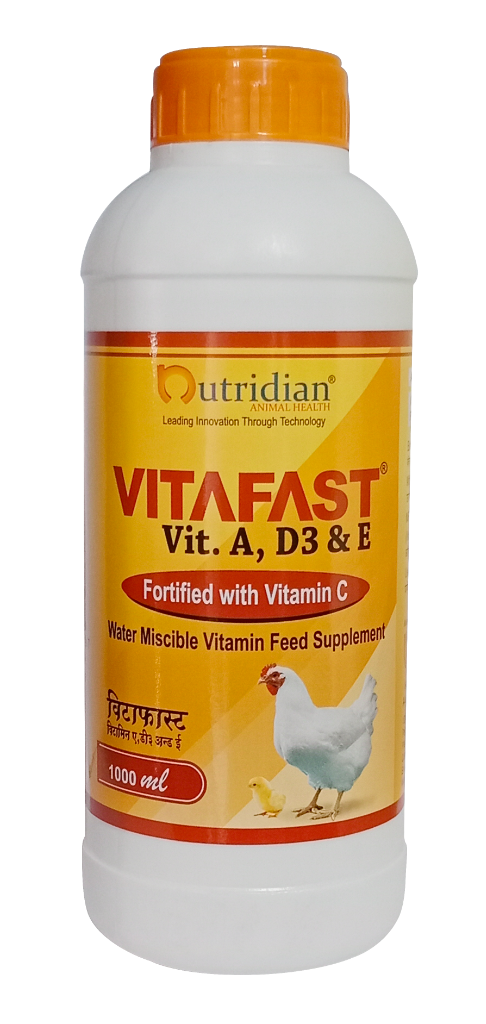 Nutridian®
ANIMAL HEALTH
Leading Innovation Through Technology
VITAFAST®
Vit. A, D3 & E
Fortified with Vitamin C
Water Miscible Vitamin Feed Supplement
विटाफास्ट
विटामिन ए,डी३ अन्ड ई
1000 ml